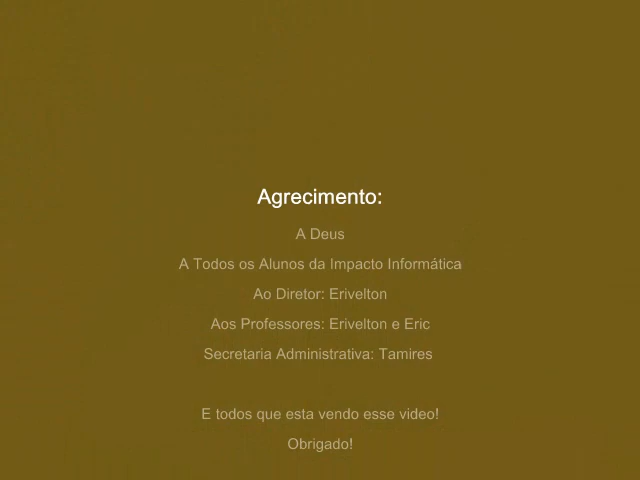 Agrecimento:
A Deus
A Todos os Alunos da Impacto Informática
Ao Diretor: Erivelton
Aos Professores: Erivelton e Eric
Secretaria Administrativa: Tamires
E todos que esta vendo esse video!
Obrigado!